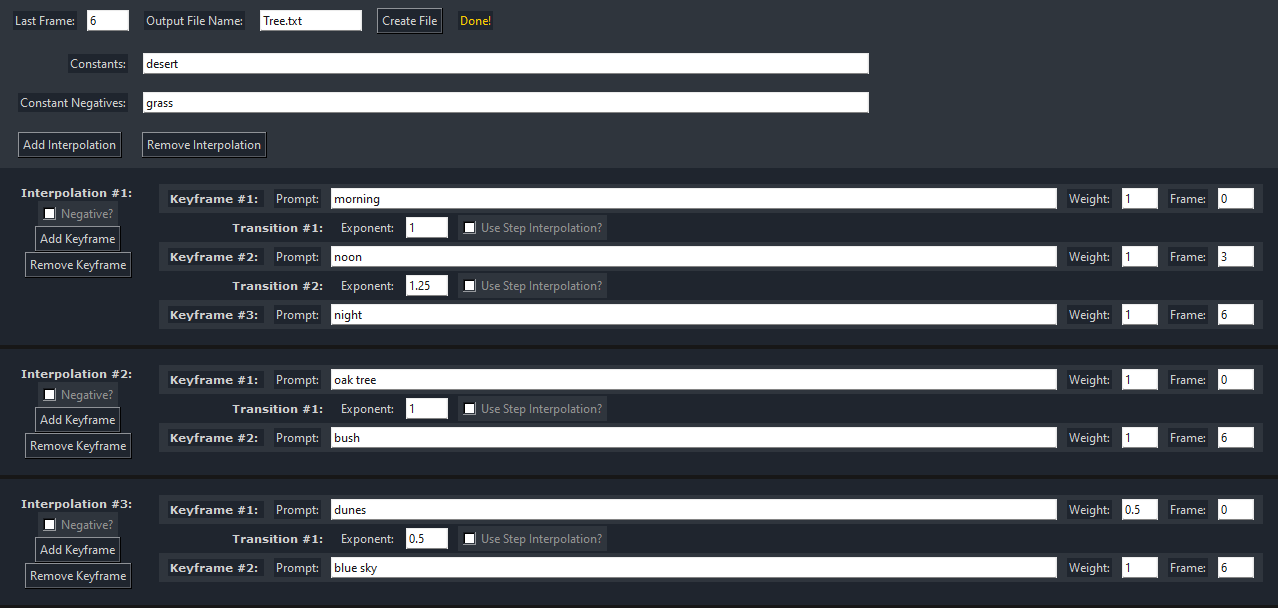 Last Frame: 6 Output File Name: Tree.txt Create File Done!
Constants: desert
Constant Negatives: grass
Add Interpolation Remove Interpolation
Interpolation #1: Keyframe #1: Prompt: morning Weight: 1 Frame: 0
Negative? Transition #1: Exponent: 1 Use Step Interpolation?
Add Keyframe Keyframe #2: Prompt: noon Weight: 1 Frame: 3
Remove Keyframe Transition #2: Exponent: 1.25 Use Step Interpolation?
Keyframe #3: Prompt: night Weight: 1 Frame: 6
Interpolation #2: Keyframe #1: Prompt: oak tree Weight: 1 Frame: 0
Negative? Transition #1: Exponent: 1 Use Step Interpolation?
Add Keyframe
Remove Keyframe Keyframe #2: Prompt: bush Weight: 1 Frame: 6
Interpolation #3: Keyframe #1: Prompt: dunes Weight: 0.5 Frame: 0
Negative? Transition #1: Exponent: 0.5 Use Step Interpolation?
Add Keyframe
Remove Keyframe Keyframe #2: Prompt: blue sky Weight: 1 Frame: 6